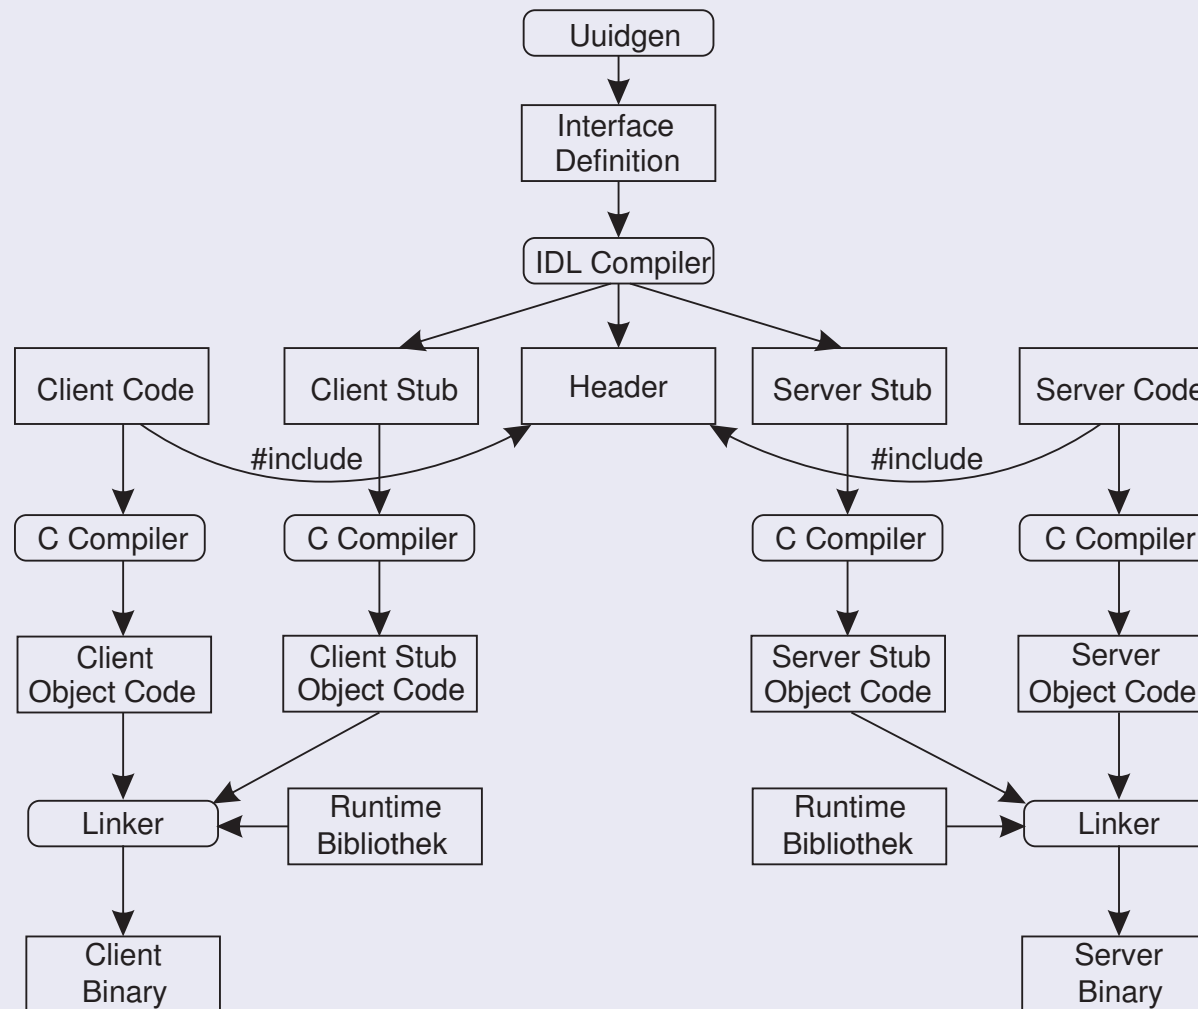 Uuidgen
Interface
Definition
IDL Compiler
Client Code
Client Stub
Header
Server Stub
Server Code
#include
#include
C Compiler
C Compiler
C Compiler
C Compiler
Client
Object Code
Client Stub
Object Code
Server Stub
Object Code
Server
Object Code
Linker
Runtime
Bibliothek
Runtime
Bibliothek
Linker
Client
Binary
Server
Binary